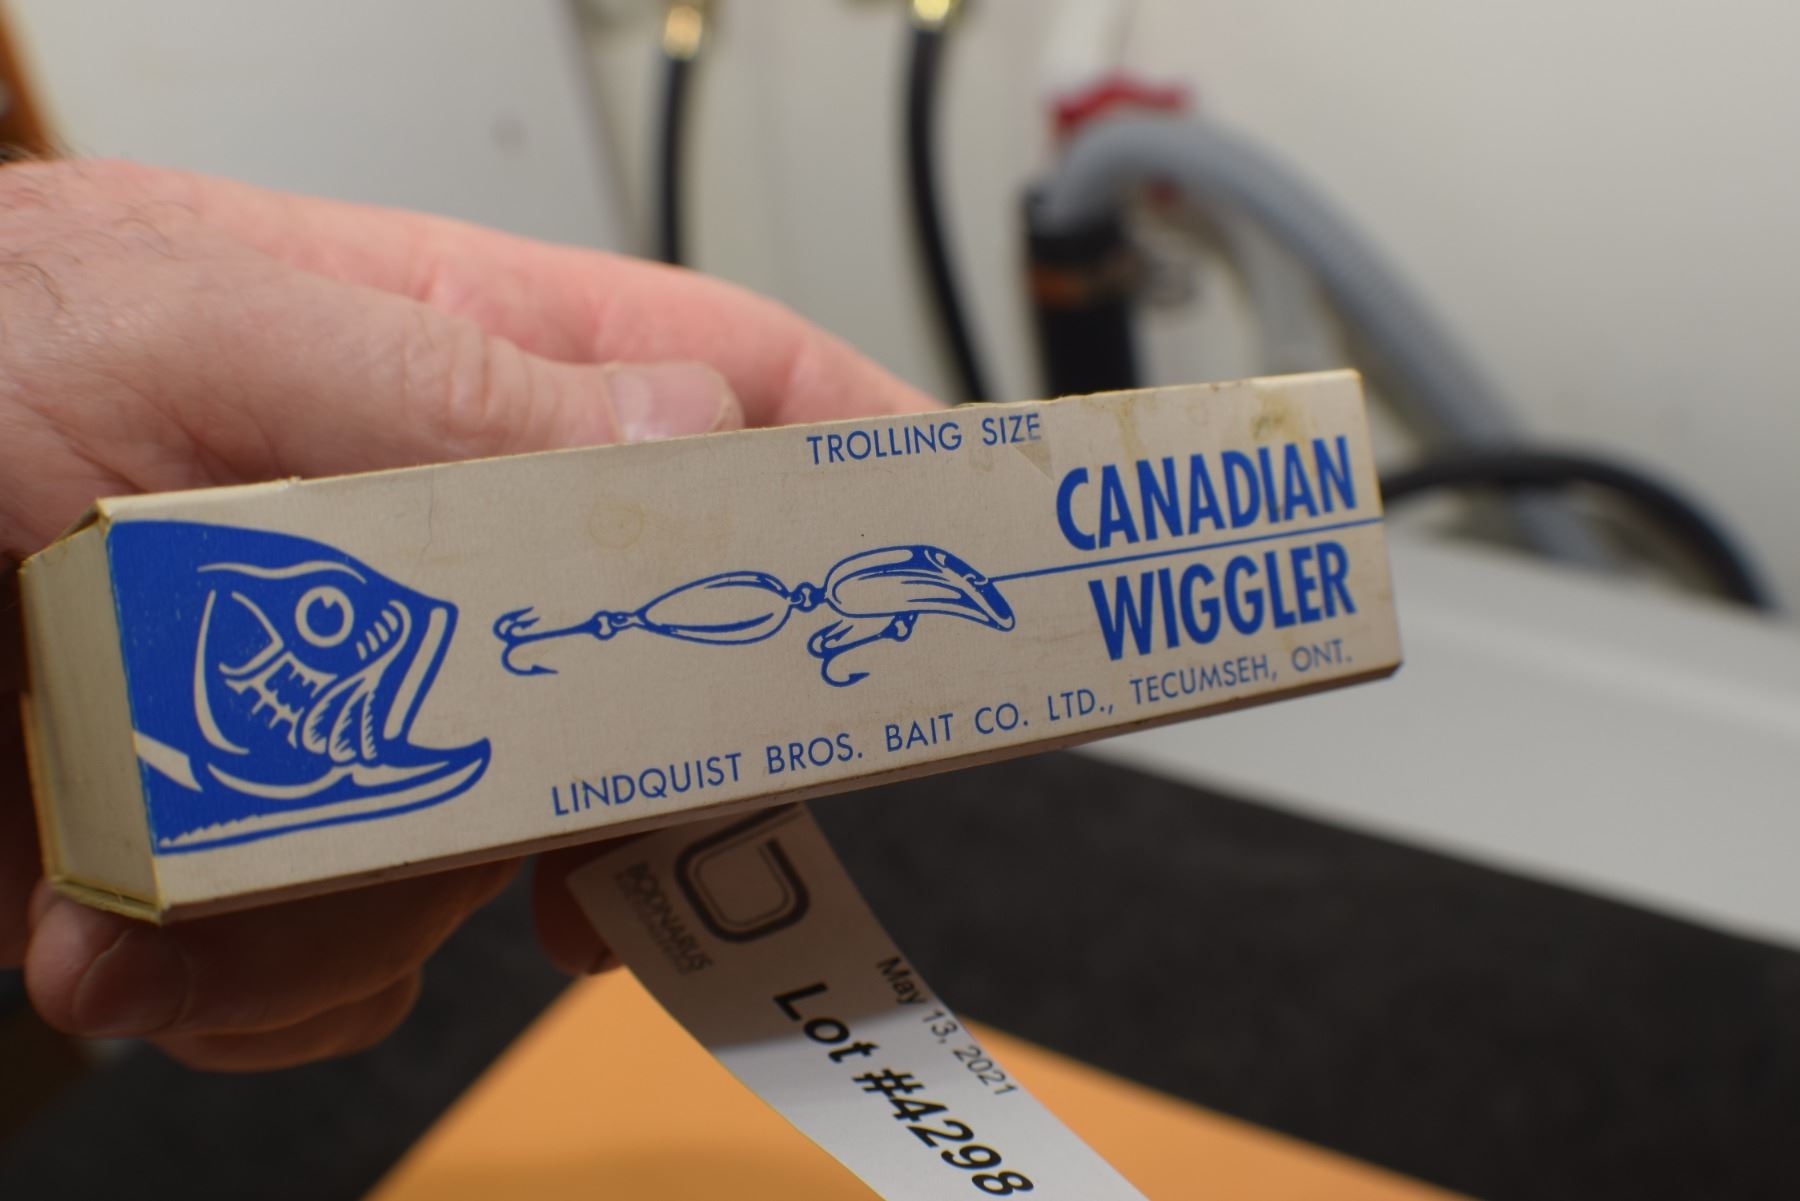 TROLLING SIZE
CANADIAN
WIGGLER
LINDQUIST BROS. BAIT CO. LTD., TECUMSEH, ONT.
May 13, 2021
Lot #4298